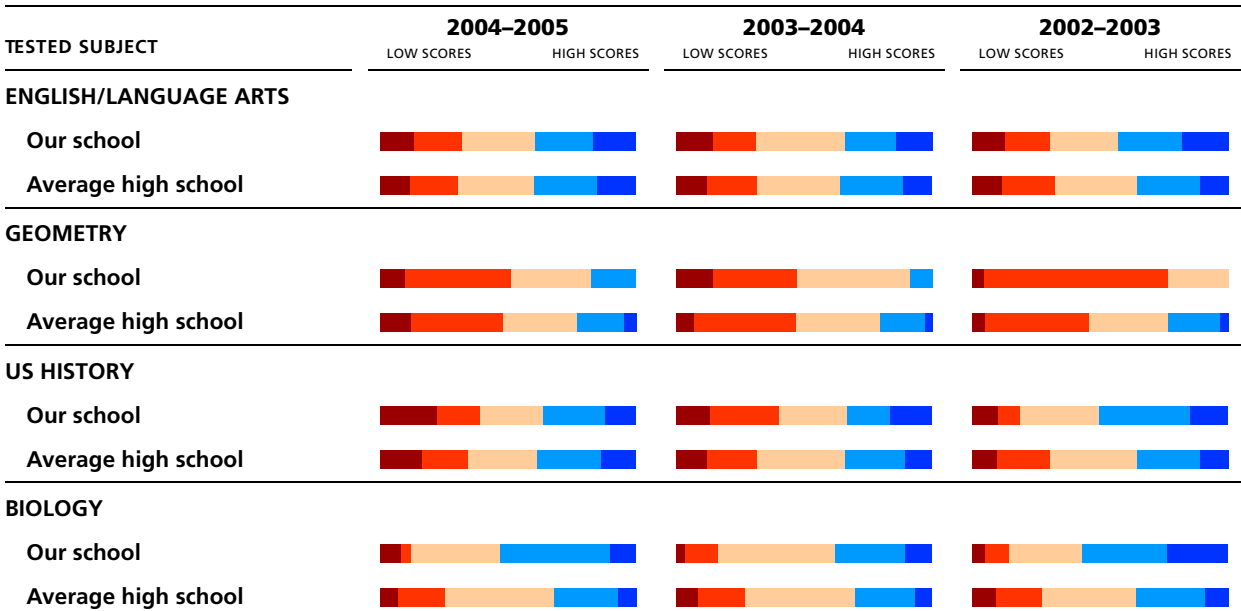 2004–2005 2003–2004 2002–2003
TESTED SUBJECT LOW SCORES HIGH SCORES LOW SCORES HIGH SCORES LOW SCORES HIGH SCORES
ENGLISH/LANGUAGE ARTS
Our school
Average high school
GEOMETRY
Our school
Average high school
US HISTORY
Our school
Average high school
BIOLOGY
Our school
Average high school